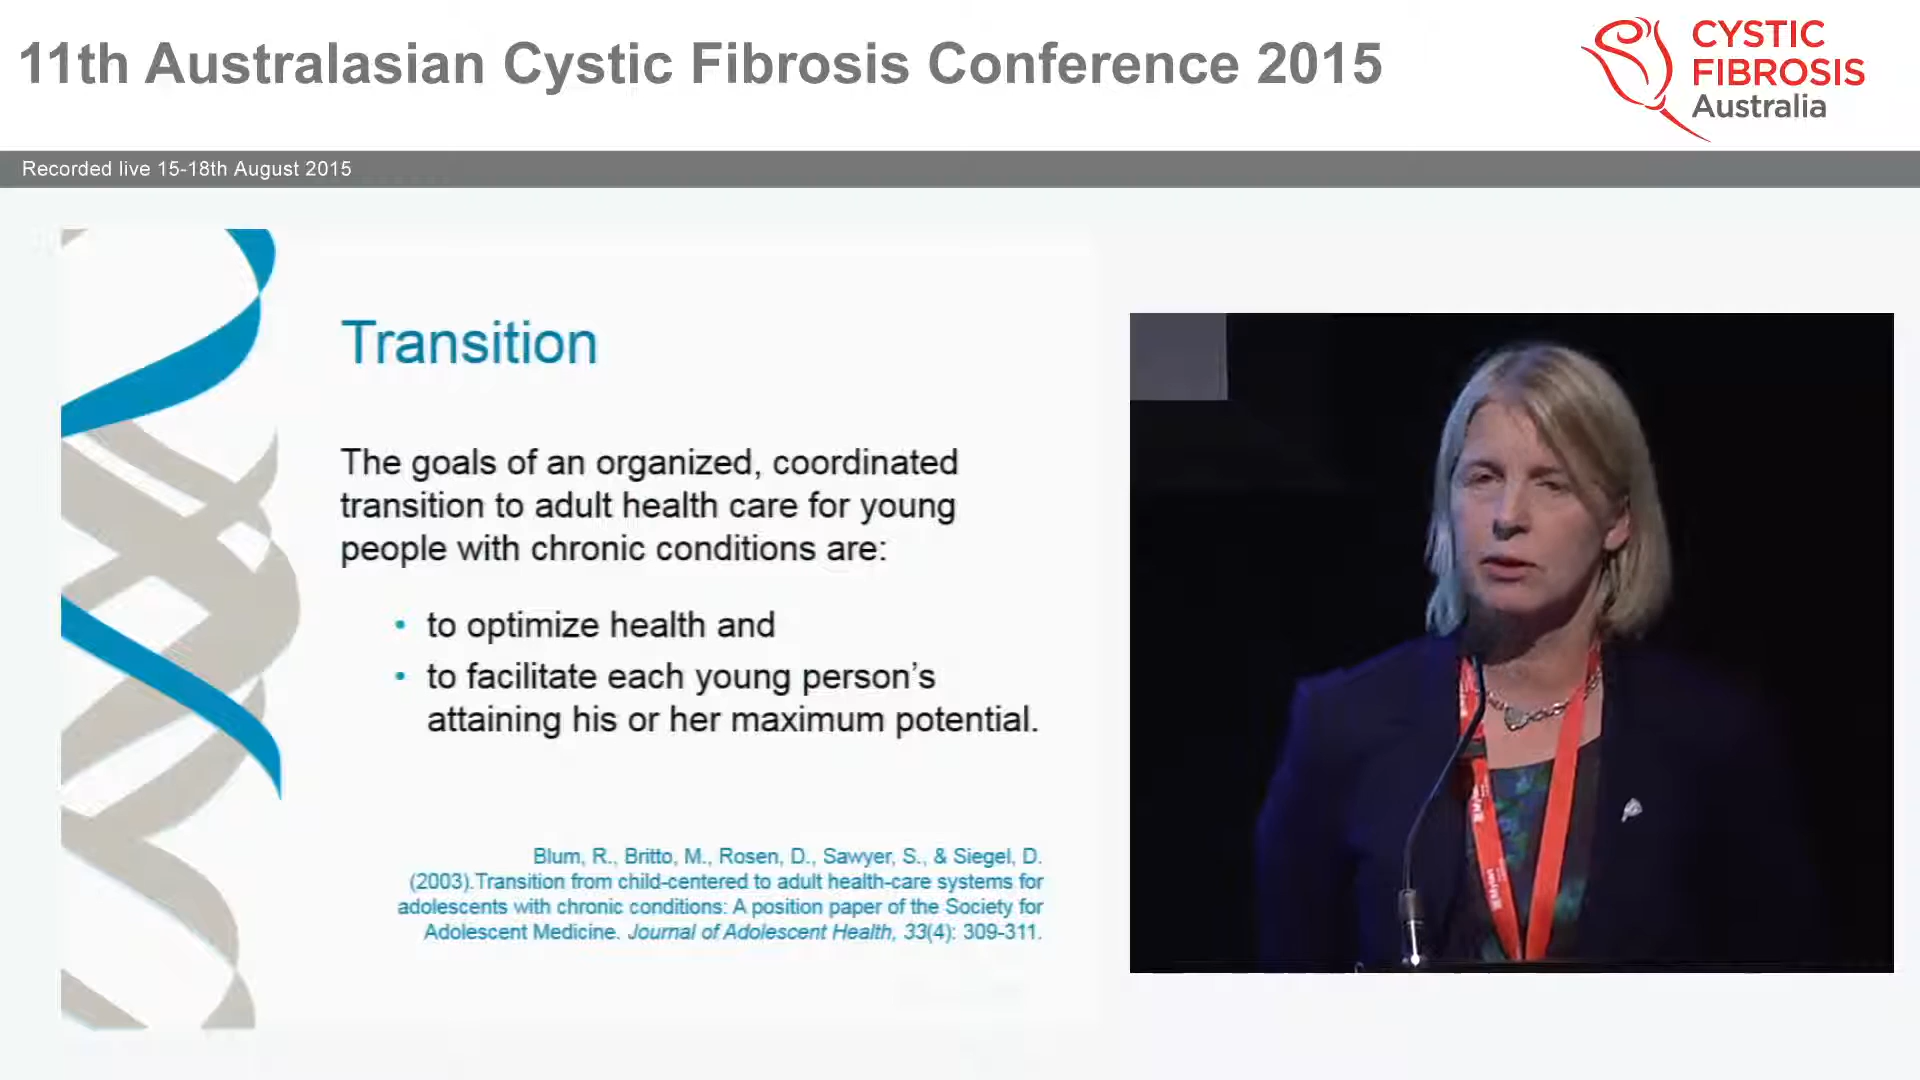 11th Australasian Cystic Fibrosis Conference 2015
CYSTIC
FIBROSIS
Australia
Recorded live 15-18th August 2015
Transition
The goals of an organized, coordinated
transition to adult health care for young
people with chronic conditions are:
• to optimize health and
• to facilitate each young person's
attaining his or her maximum potential.
Blum, R., Britto, M., Rosen, D., Sawyer, S., & Siegel, D.
(2003).Transition from child-centered to adult health-care systems for
adolescents with chronic conditions: A position paper of the Society for
Adolescent Medicine. Journal of Adolescent Health, 33(4): 309-311.